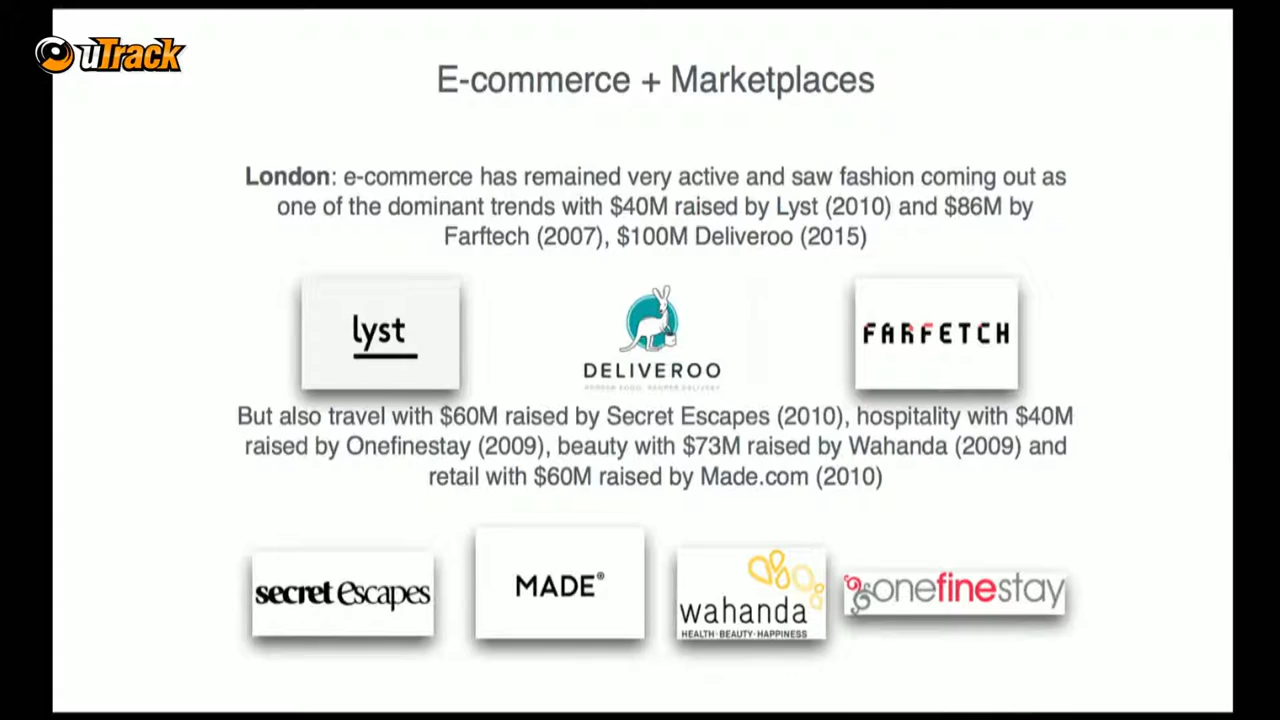 uTrack
E-commerce + Marketplaces
London: e-commerce has remained very active and saw fashion coming out as
one of the dominant trends with $40M raised by Lyst (2010) and $86M by
Farftech (2007), $100M Deliveroo (2015)
lyst
DELIVEROO
PROPER FOOD, PROPER DELIVERY
FARFETCH
But also travel with $60M raised by Secret Escapes (2010), hospitality with $40M
raised by Onefinestay (2009), beauty with $73M raised by Wahanda (2009) and
retail with $60M raised by Made.com (2010)
secret escapes
MADE®
wahanda
HEALTH·BEAUTY·HAPPINESS
onefinestay